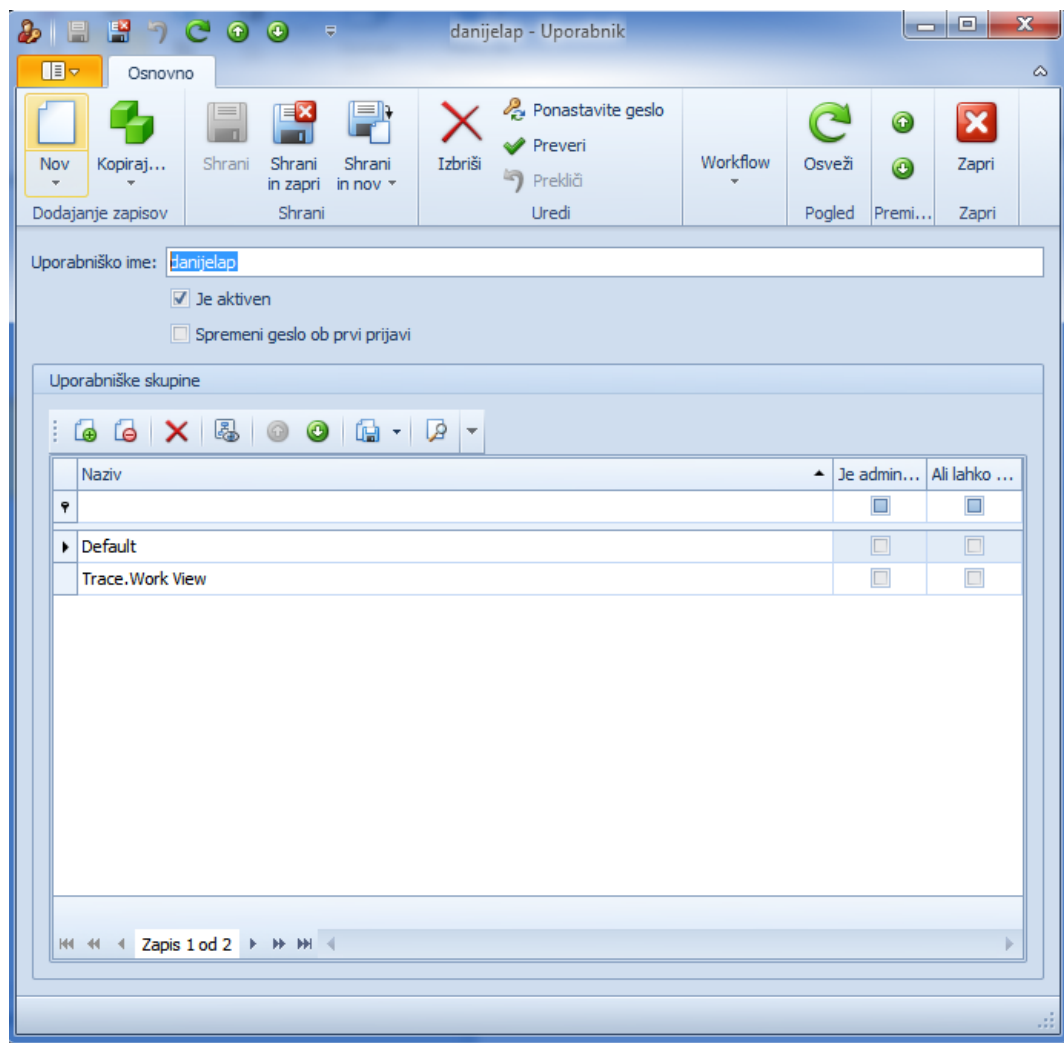 danijelap - Uporabnik
Osnovno
Ponastavite geslo
Preveri
Prekliči
Nov
Kopiraj...
Shrani
Shrani in zapri
Shrani in nov
Izbriši
Workflow
Osveži
Zapri
Dodajanje zapisov
Shrani
Uredi
Pogled
Premi...
Zapri
Uporabniško ime: danijelap
Je aktiven
Spremeni geslo ob prvi prijavi
Uporabniške skupine
Naziv Je admin... Ali lahko ...
Default
Trace.Work View
Zapis 1 od 2